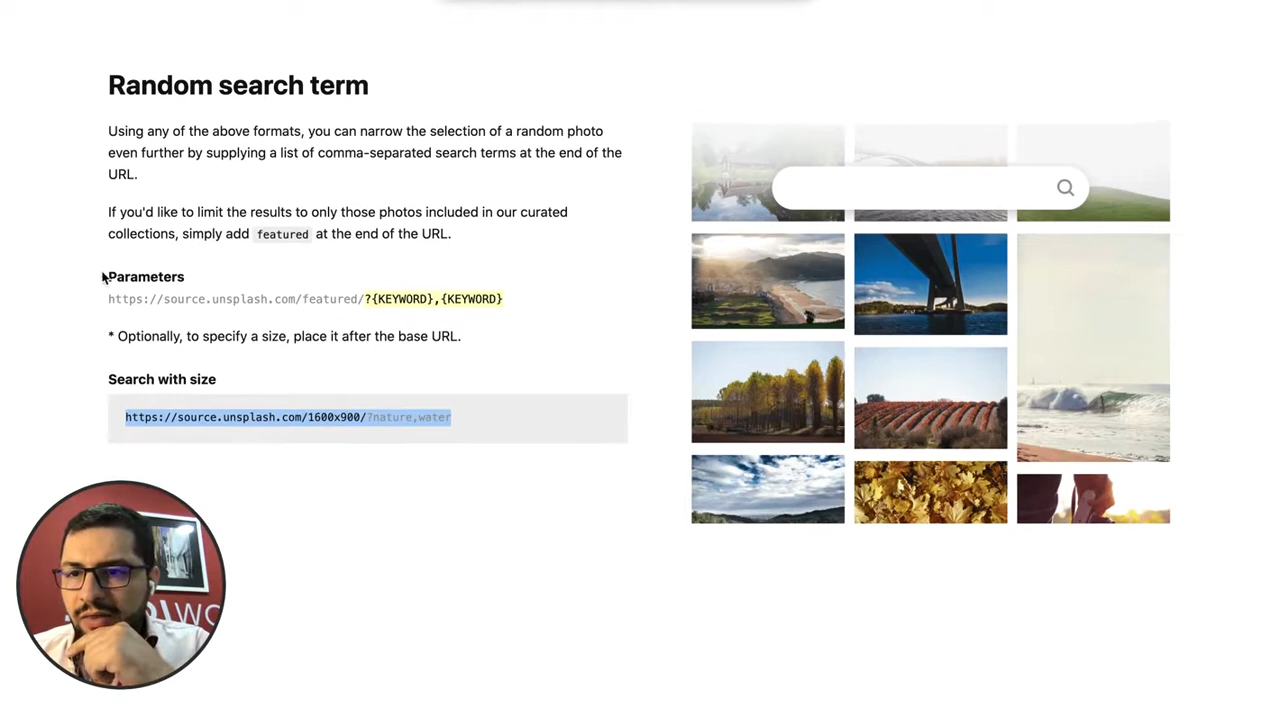 Random search term
Using any of the above formats, you can narrow the selection of a random photo
even further by supplying a list of comma-separated search terms at the end of the
URL.
If you'd like to limit the results to only those photos included in our curated
collections, simply add featured at the end of the URL.
Parameters
https://source.unsplash.com/featured/?{KEYWORD},{KEYWORD}
* Optionally, to specify a size, place it after the base URL.
Search with size
https://source.unsplash.com/1600x900/?nature,water